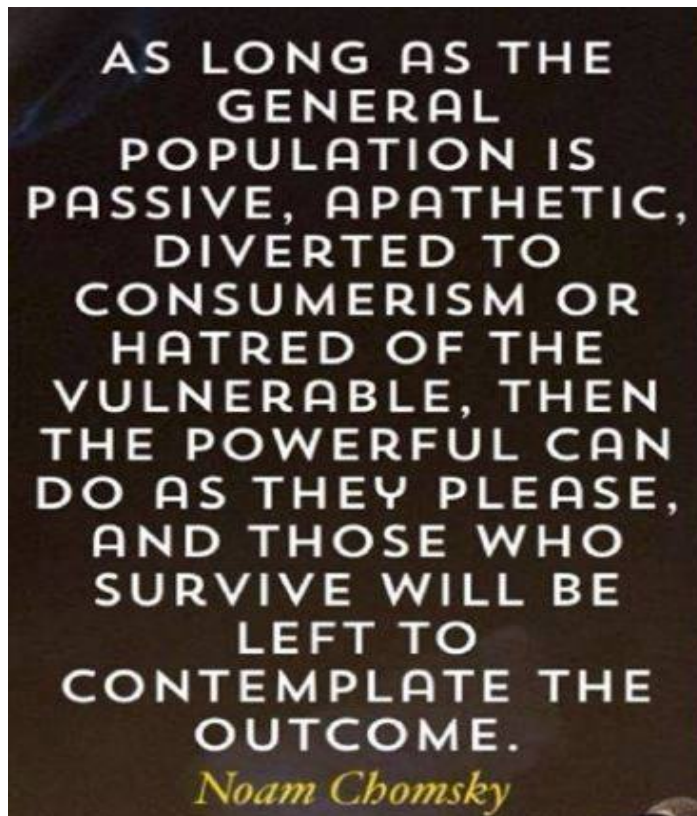 AS LONG AS THE
GENERAL
POPULATION IS
PASSIVE, APATHETIC,
DIVERTED TO
CONSUMERISM OR
HATRED OF THE
VULNERABLE, THEN
THE POWERFUL CAN
DO AS THEY PLEASE,
AND THOSE WHO
SURVIVE WILL BE
LEFT TO
CONTEMPLATE THE
OUTCOME.
Noam Chomsky